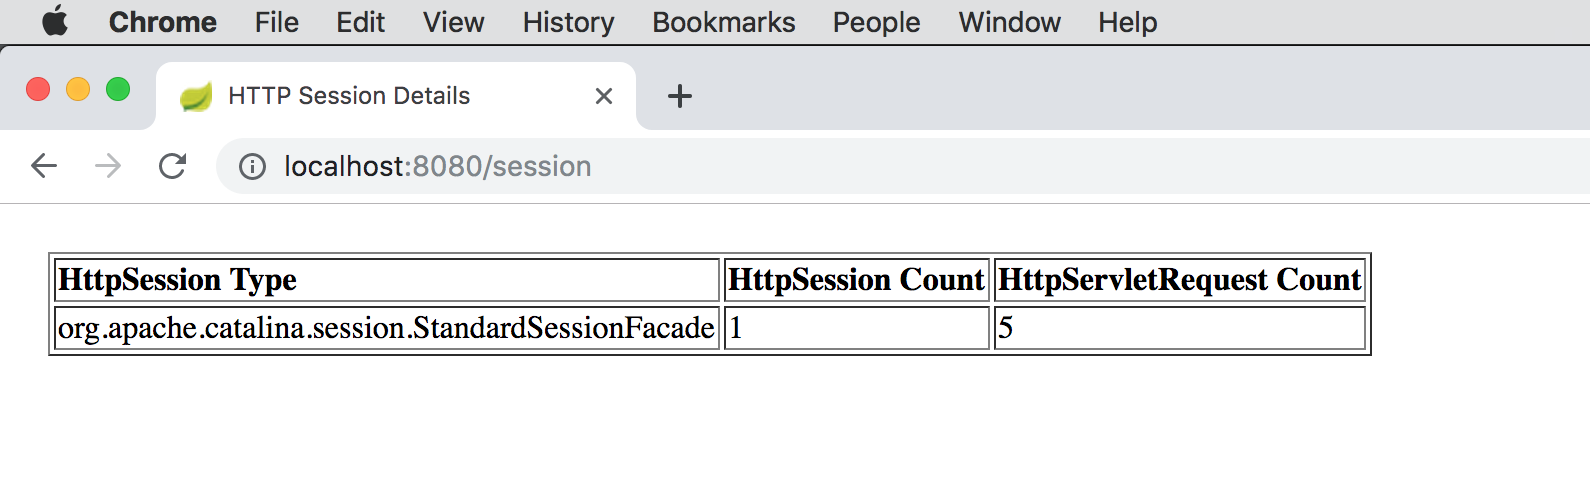 Chrome File Edit View History Bookmarks People Window Help
HTTP Session Details
localhost:8080/session
HttpSession Type HttpSession Count HttpServletRequest Count
org.apache.catalina.session.StandardSessionFacade 1 5